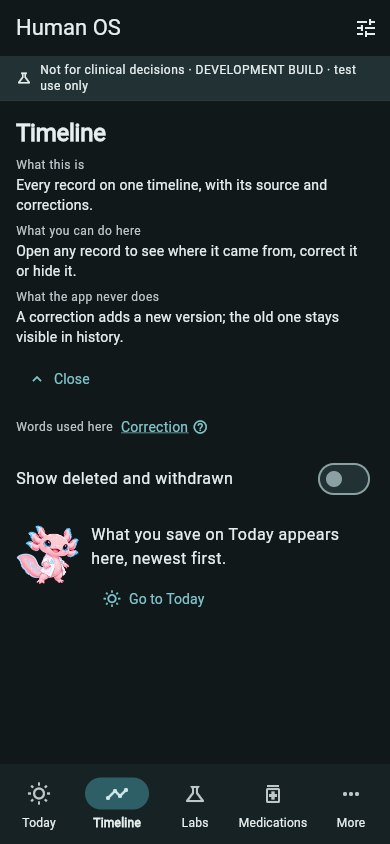 Human OS
Not for clinical decisions · DEVELOPMENT BUILD · test
use only
Timeline
What this is
Every record on one timeline, with its source and
corrections.
What you can do here
Open any record to see where it came from, correct it
or hide it.
What the app never does
A correction adds a new version; the old one stays
visible in history.
Close
Words used here Correction
Show deleted and withdrawn
What you save on Today appears
here, newest first.
Go to Today
Today Timeline Labs Medications More